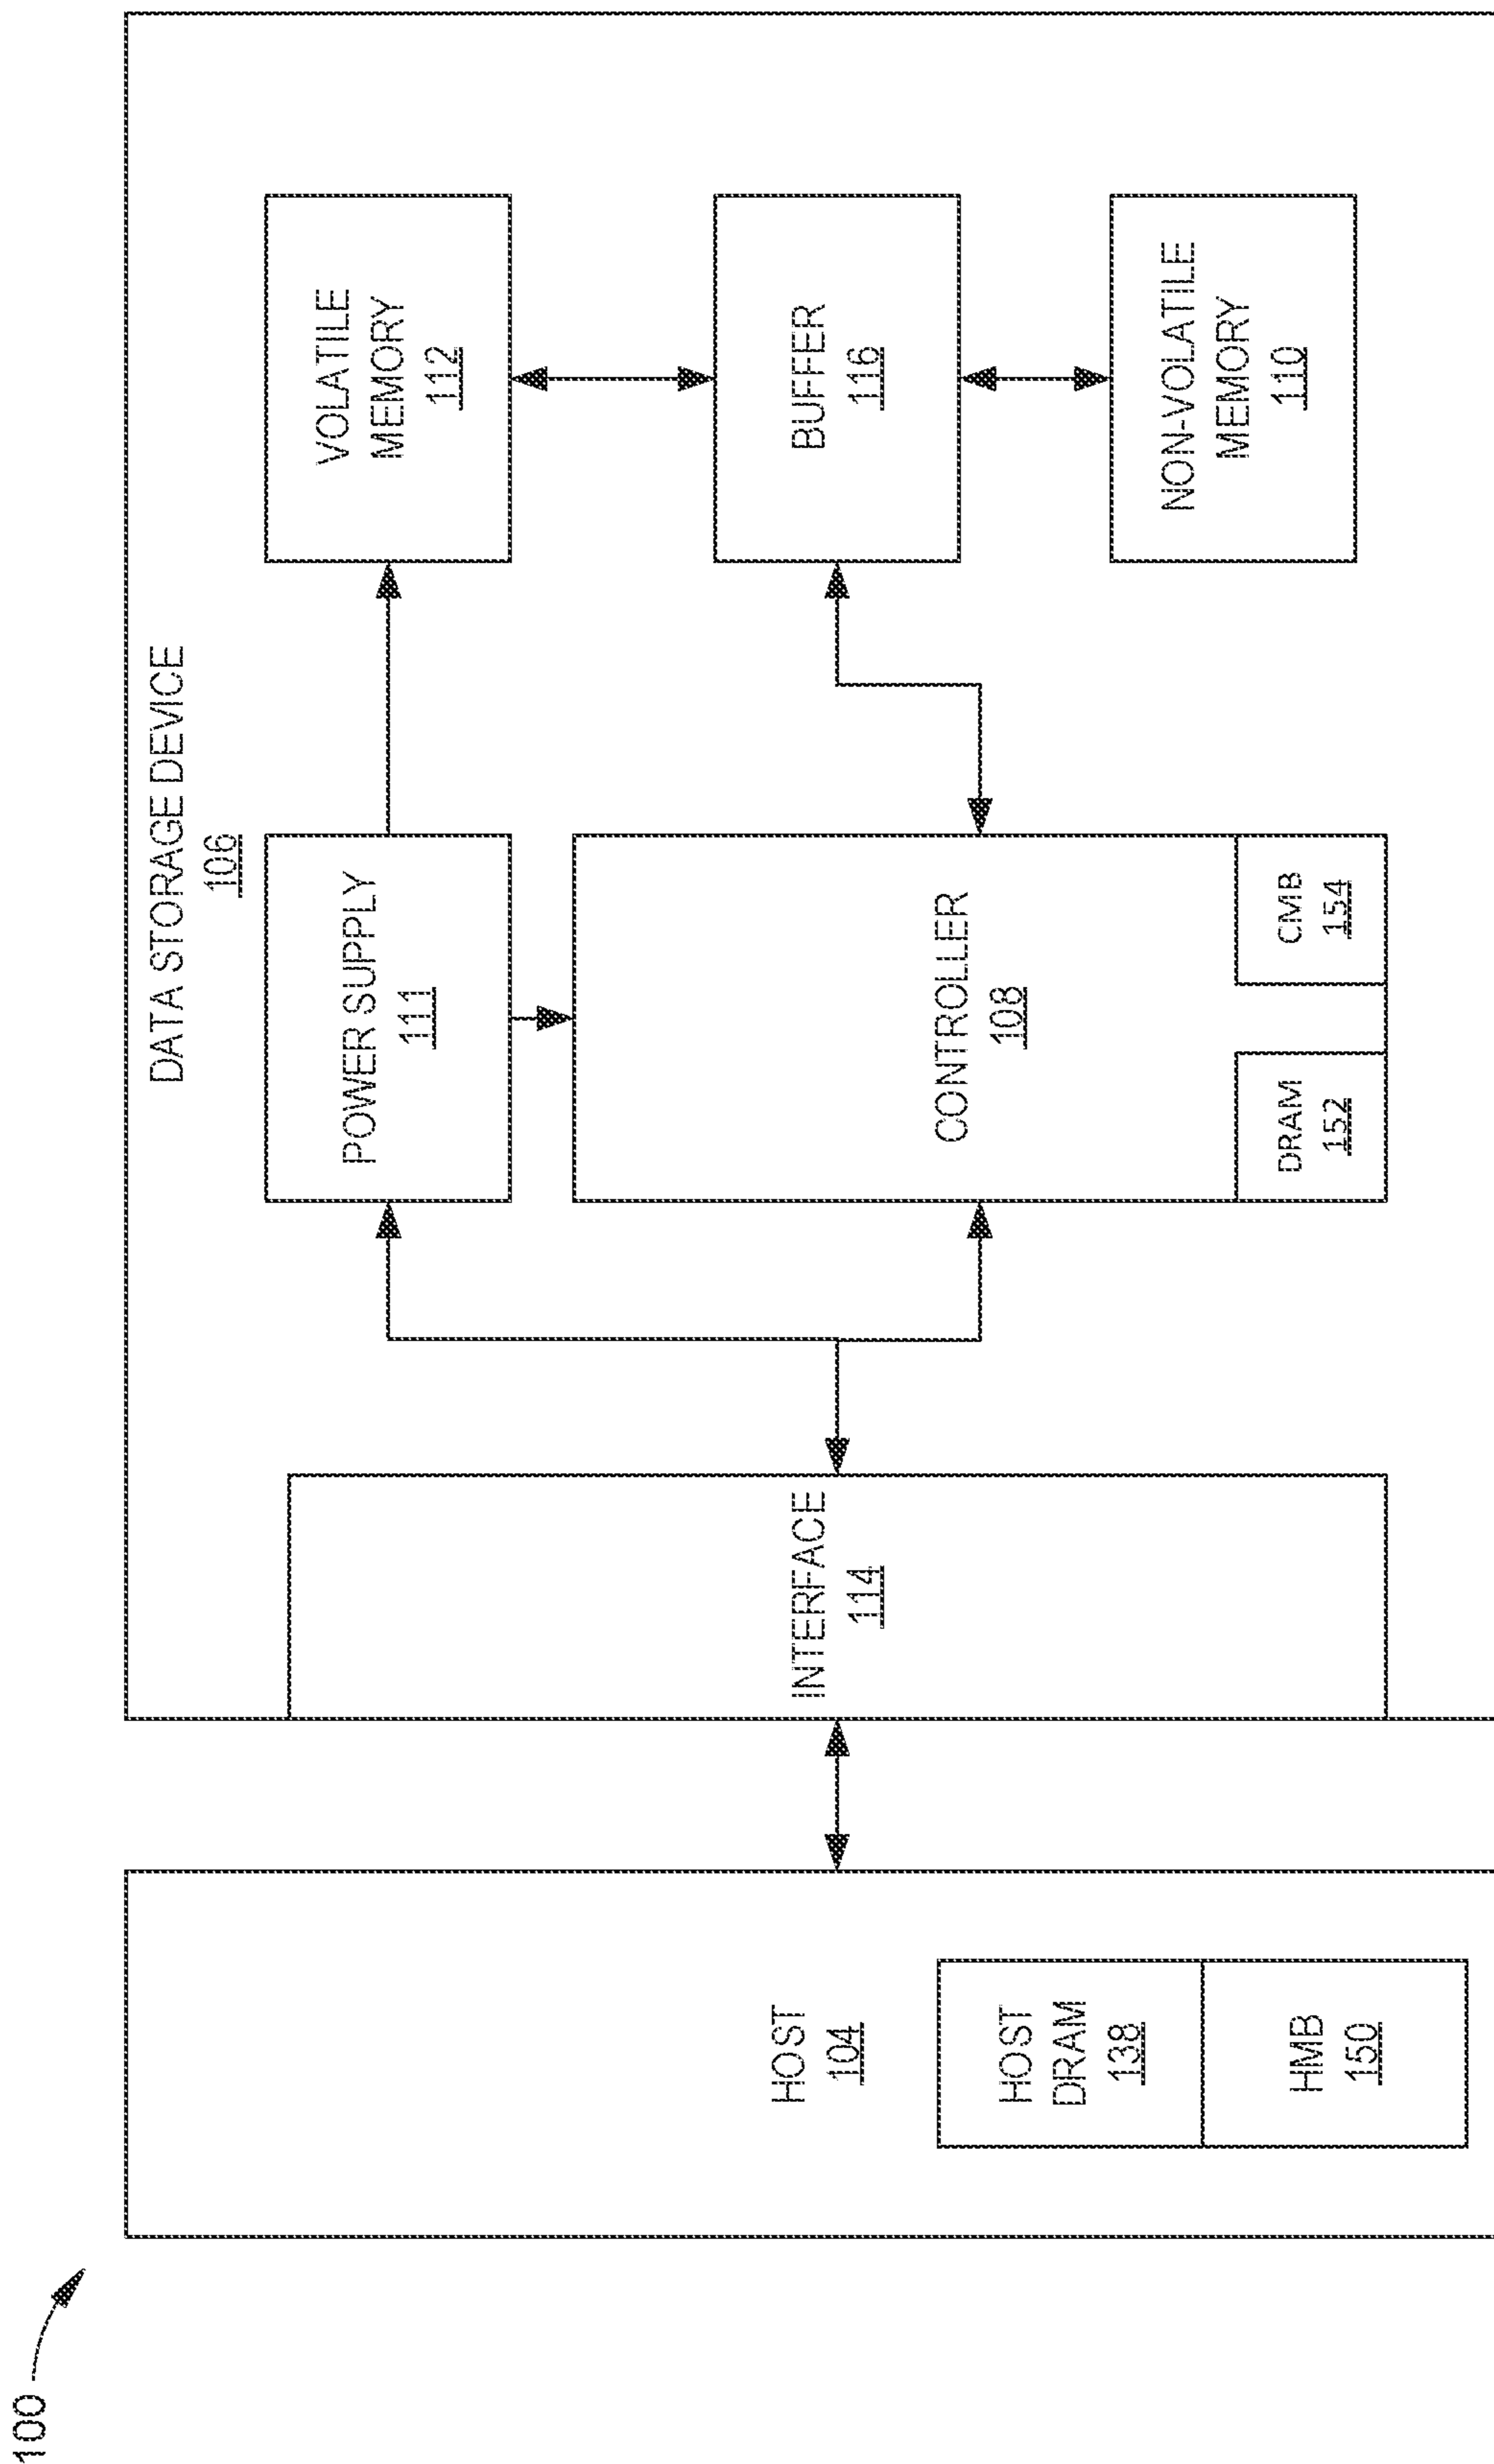 100
HOST
104
HOST
DRAM
138
HMB
150
DATA STORAGE DEVICE
106
INTERFACE
114
POWER SUPPLY
111
CONTROLLER
108
DRAM
152
CMB
154
VOLATILE
MEMORY
112
BUFFER
116
NON-VOLATILE
MEMORY
110